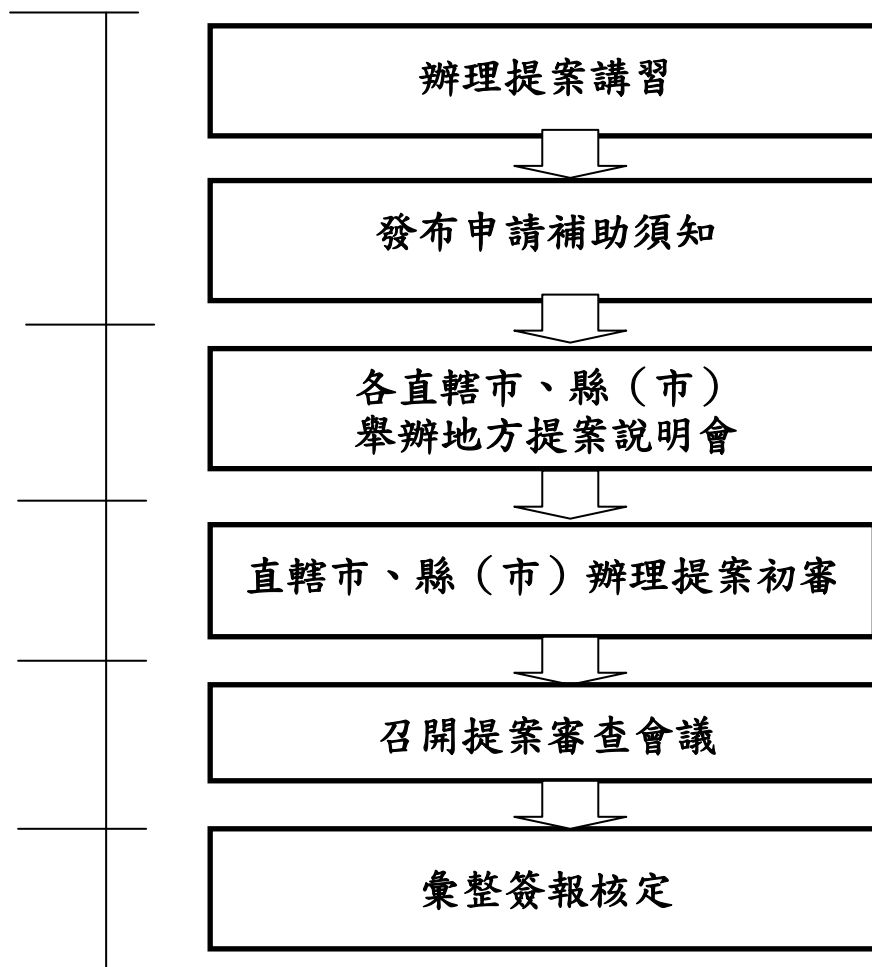 辦理提案講習
發布申請補助須知
各直轄市、縣（市）
舉辦地方提案說明會
直轄市、縣（市）辦理提案初審
召開提案審查會議
彙整簽報核定